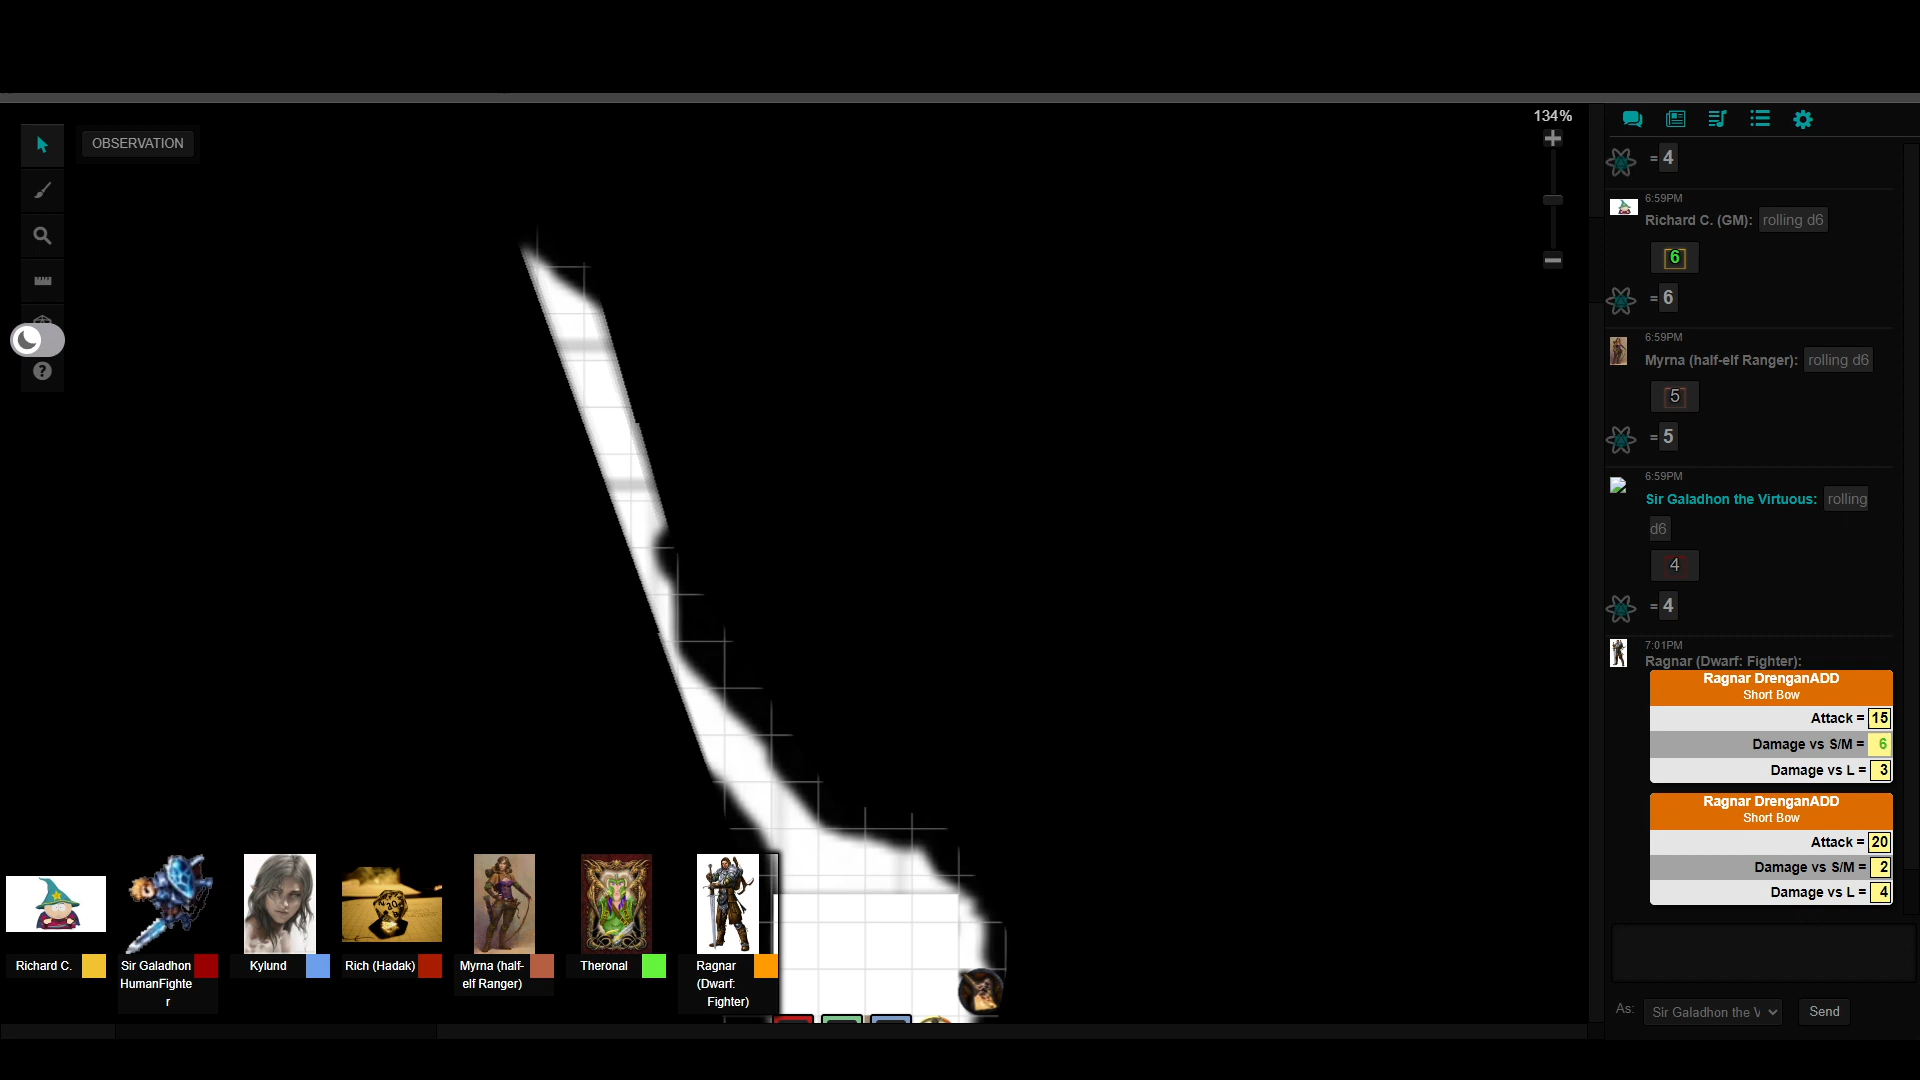 134%
OBSERVATION
= 4
6:59PM
Richard C. (GM): rolling d6
6
= 6
6:59PM
Myrna (half-elf Ranger): rolling d6
5
= 5
6:59PM
Sir Galadhon the Virtuous: rolling
d6
4
= 4
7:01PM
Ragnar (Dwarf: Fighter):
Ragnar DrenganADD
Short Bow
Attack = 15
Damage vs S/M = 6
Damage vs L = 3
Ragnar DrenganADD
Short Bow
Attack = 20
Damage vs S/M = 2
Damage vs L = 4
Richard C.
Sir Galadhon
HumanFighte
r
Kylund
Rich (Hadak)
Myrna (half-
elf Ranger)
Theronal
Ragnar
(Dwarf:
Fighter)
As: Sir Galadhon the V
Send